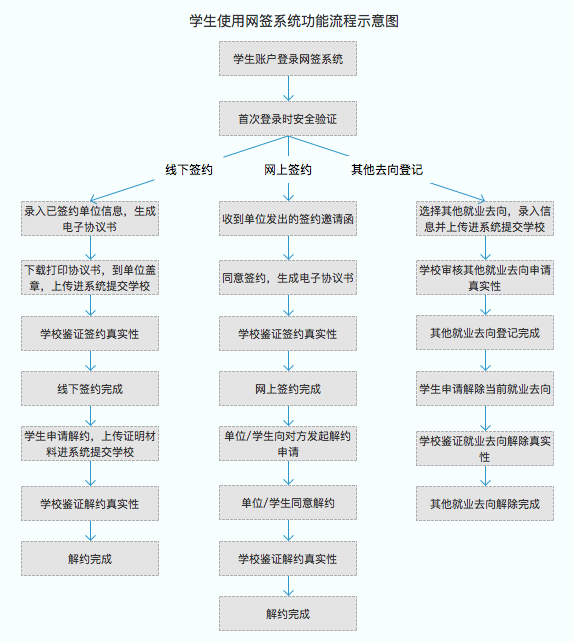 学生使用网签系统功能流程示意图
学生账户登录网签系统
首次登录时安全验证
线下签约
网上签约
其他去向登记
录入已签约单位信息，生成
电子协议书
下载打印协议书，到单位盖
章，上传进系统提交学校
学校鉴证签约真实性
线下签约完成
学生申请解约，上传证明材
料进系统提交学校
学校鉴证解约真实性
解约完成
收到单位发出的签约邀请函
同意签约，生成电子协议书
学校鉴证签约真实性
网上签约完成
单位/学生向对方发起解约
申请
单位/学生同意解约
学校鉴证解约真实性
解约完成
选择其他就业去向，录入信
息并上传进系统提交学校
学校审核其他就业去向申请
真实性
其他就业去向登记完成
学生申请解除当前就业去向
学校鉴证就业去向解除真实
性
其他就业去向解除完成